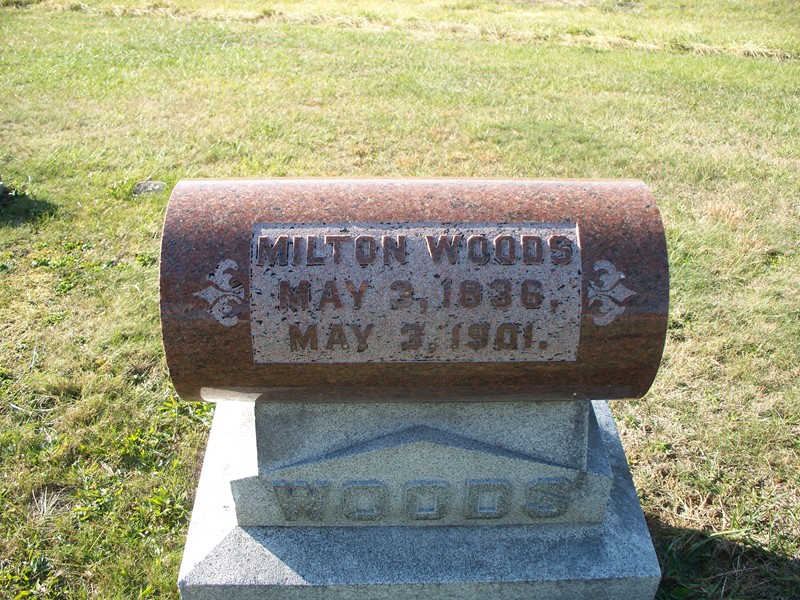 MILTON WOODS
MAY 3, 1836,
MAY 3, 1901.
WOODS